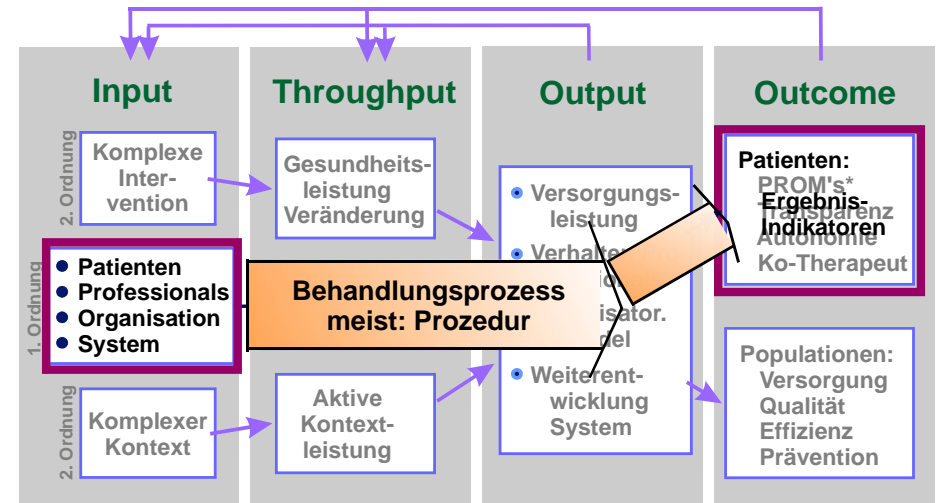 Input
Throughput
Output
Outcome
2. Ordnung
Komplexe
Inter-
vention
1. Ordnung
Patienten
Professionals
Organisation
System
2. Ordnung
Komplexer
Kontext
Gesundheits-
leistung
Veränderung
Behandlungsprozess
meist: Prozedur
Aktive
Kontext-
leistung
Versorgungs-
leistung
Weiterent-
wicklung
System
Patienten:
PROM's*
Ergebnis-
Transparenz
Indikatoren
Autonomie
Ko-Therapeut
Populationen:
Versorgung
Qualität
Effizienz
Prävention